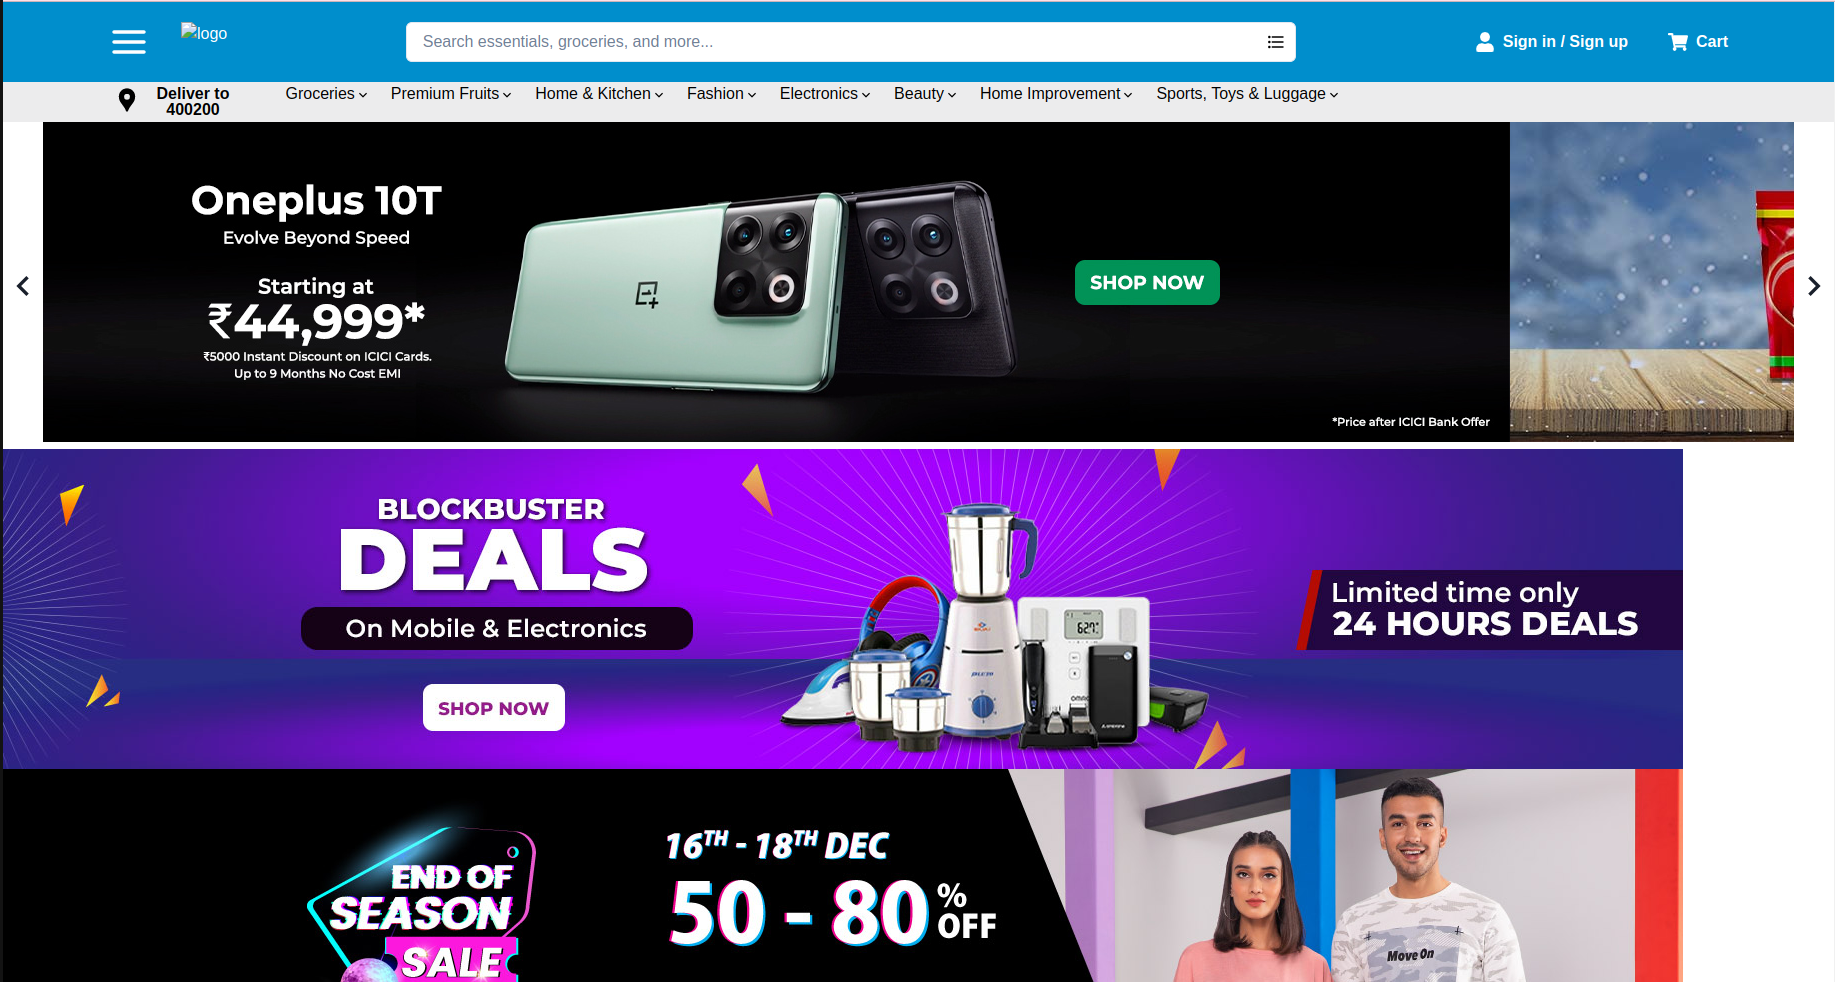 logo
Search essentials, groceries, and more...
Sign in / Sign up
Cart
Deliver to
400200
Groceries
Premium Fruits
Home & Kitchen
Fashion
Electronics
Beauty
Home Improvement
Sports, Toys & Luggage
Oneplus 10T
Evolve Beyond Speed
Starting at
₹44,999*
₹5000 Instant Discount on ICICI Cards.
Up to 9 Months No Cost EMI
SHOP NOW
*Price after ICICI Bank Offer
BLOCKBUSTER
DEALS
On Mobile & Electronics
SHOP NOW
Limited time only
24 HOURS DEALS
END OF
SEASON
SALE
16TH - 18TH DEC
50 - 80 % OFF
Move On